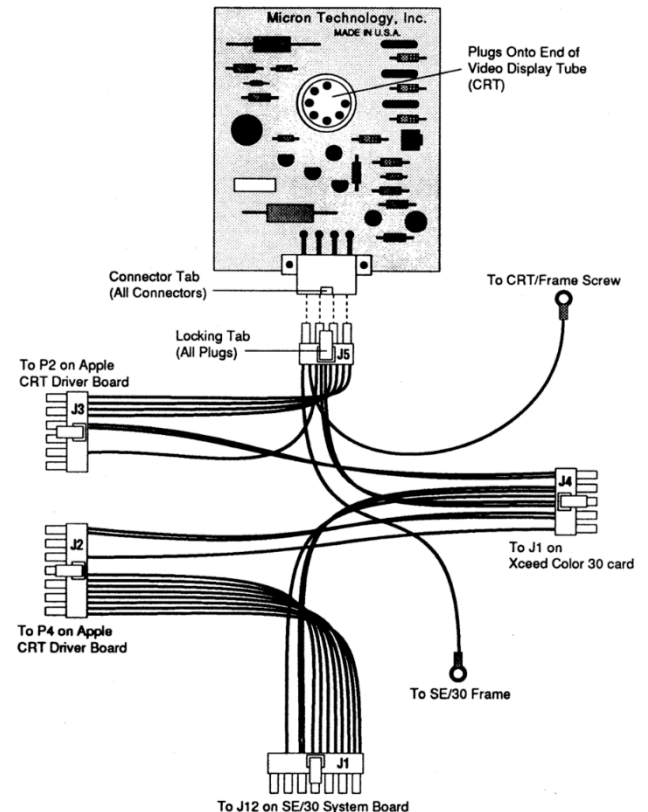 Micron Technology, Inc.
MADE IN U.S.A.
Plugs Onto End of
Video Display Tube
(CRT)
Connector Tab
(All Connectors)
To CRT/Frame Screw
Locking Tab
(All Plugs)
J5
To P2 on Apple
CRT Driver Board
J3
J4
J2
To J1 on
Xceed Color 30 card
To P4 on Apple
CRT Driver Board
To SE/30 Frame
J1
To J12 on SE/30 System Board